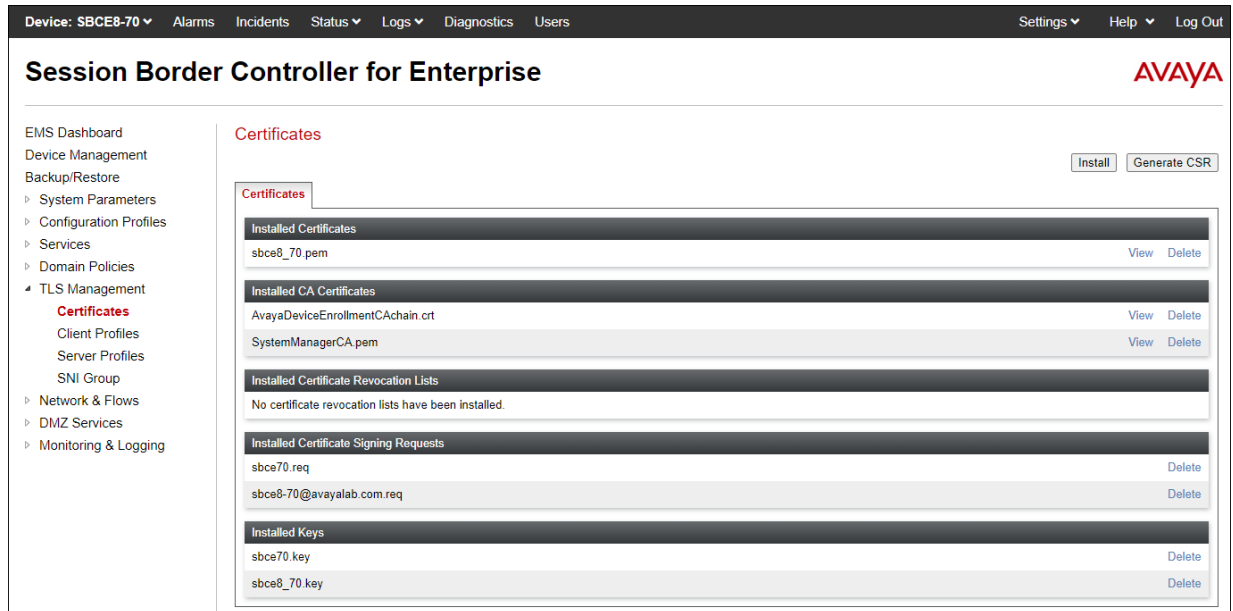 Device: SBCE8-70 Alarms Incidents Status Logs Diagnostics Users Settings Help Log Out
Session Border Controller for Enterprise
AVAYA
EMS Dashboard
Device Management
Backup/Restore
System Parameters
Configuration Profiles
Services
Domain Policies
TLS Management
Certificates
Client Profiles
Server Profiles
SNI Group
Network & Flows
DMZ Services
Monitoring & Logging
Certificates
Install Generate CSR
Certificates
Installed Certificates
sbce8_70.pem View Delete
Installed CA Certificates
AvayaDeviceEnrollmentCAchain.crt View Delete
SystemManagerCA.pem View Delete
Installed Certificate Revocation Lists
No certificate revocation lists have been installed.
Installed Certificate Signing Requests
sbce70.req Delete
sbce8-70@avayalab.com.req Delete
Installed Keys
sbce70.key Delete
sbce8_70.key Delete